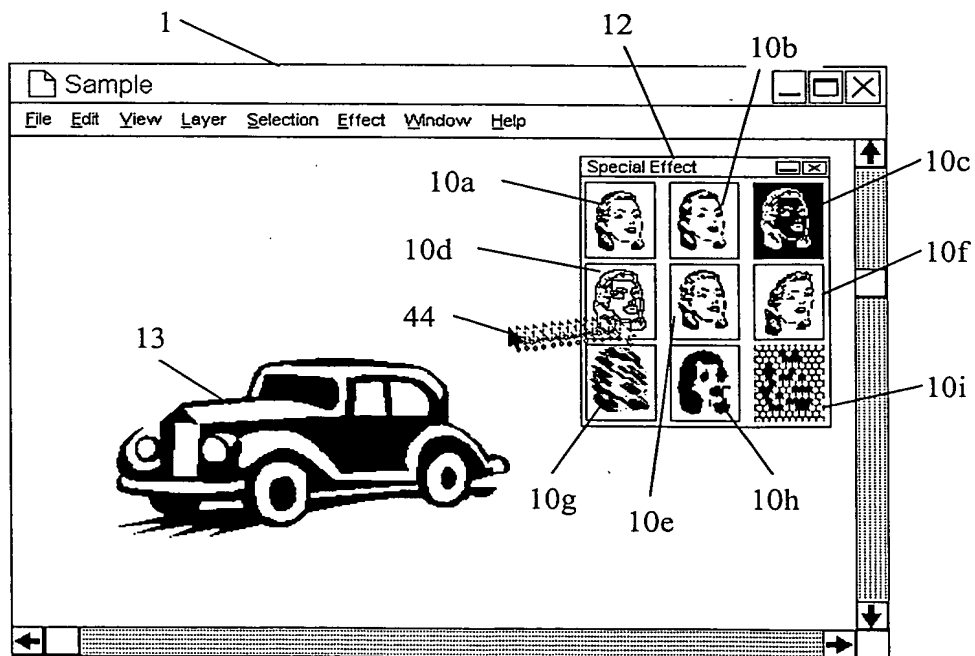 1
12
10b
Sample
File Edit View Layer Selection Effect Window Help
Special Effect
10a
10c
10d
10f
44
13
10i
10g
10e
10h